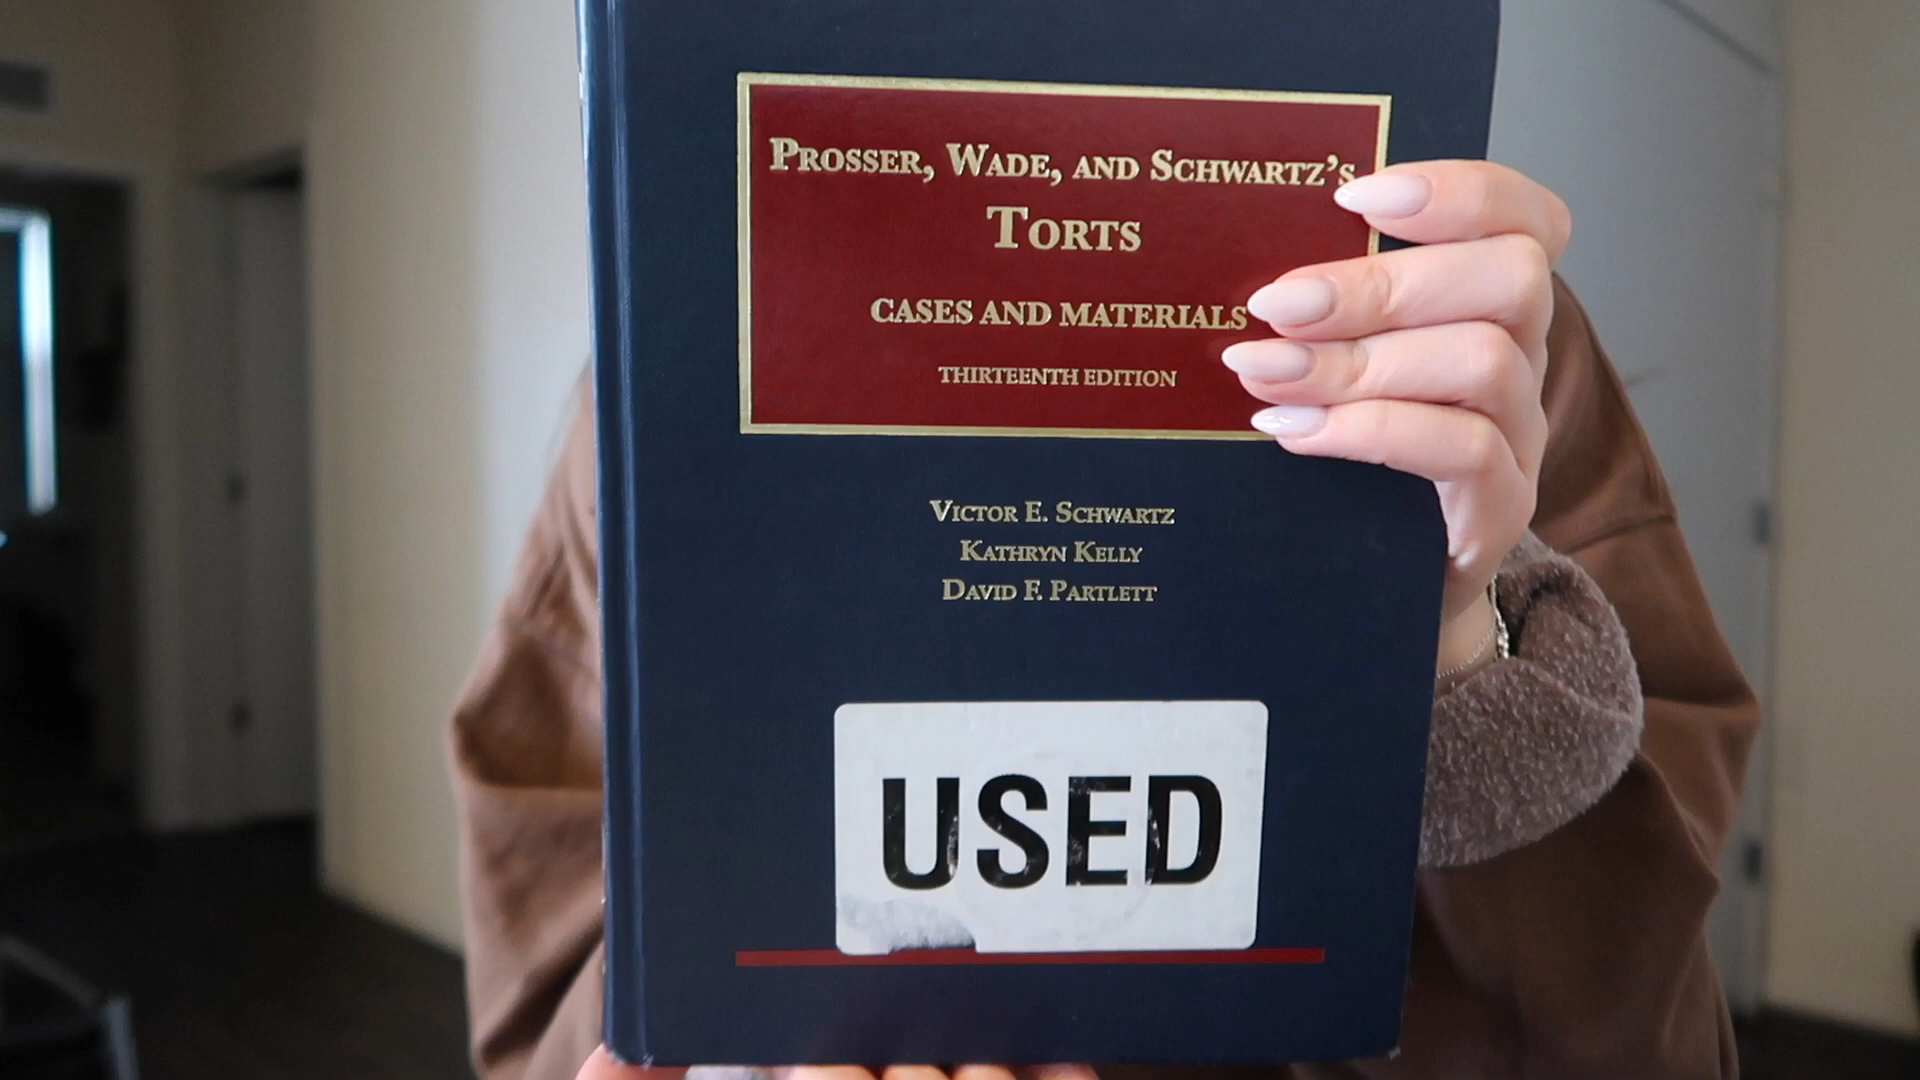 PROSSER, WADE, AND SCHWARTZ'S
TORTS
CASES AND MATERIALS
THIRTEENTH EDITION
VICTOR E. SCHWARTZ
KATHRYN KELLY
DAVID F. PARTLETT
USED